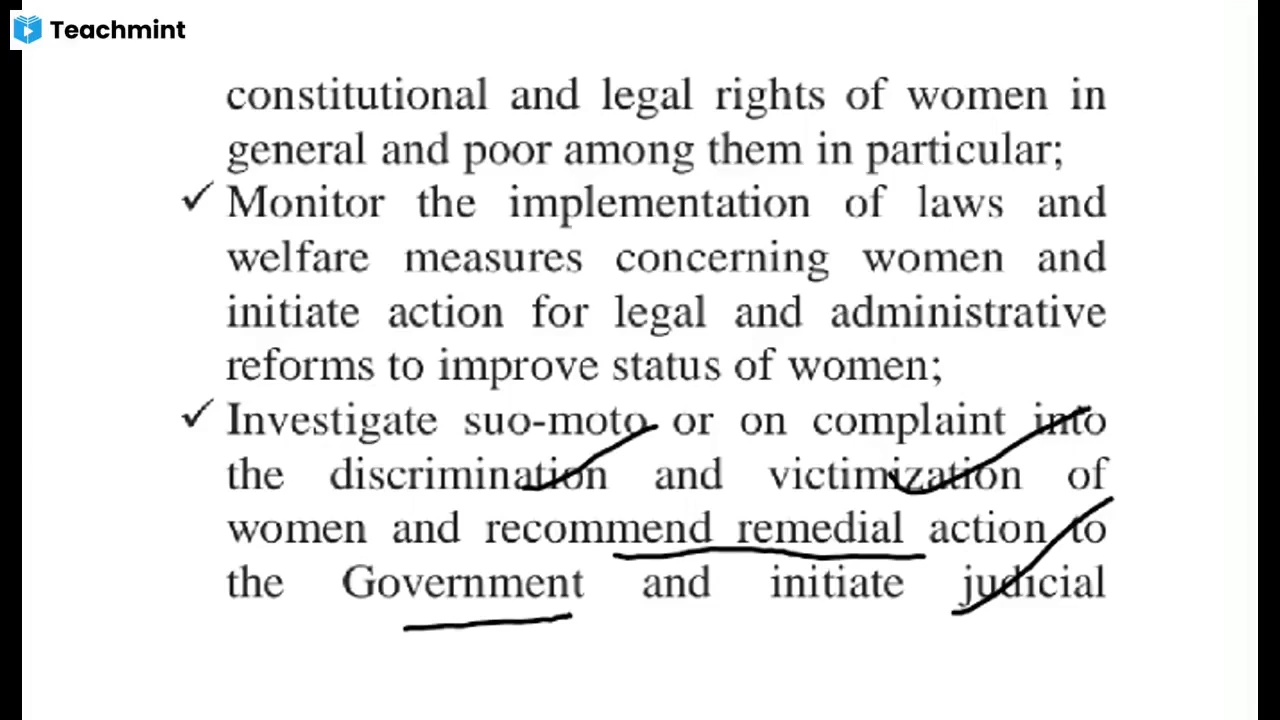 Teachmint
constitutional and legal rights of women in
general and poor among them in particular;
✓ Monitor the implementation of laws and
welfare measures concerning women and
initiate action for legal and administrative
reforms to improve status of women;
✓ Investigate suo-moto or on complaint into
the discrimination and victimization of
women and recommend remedial action to
the Government and initiate judicial